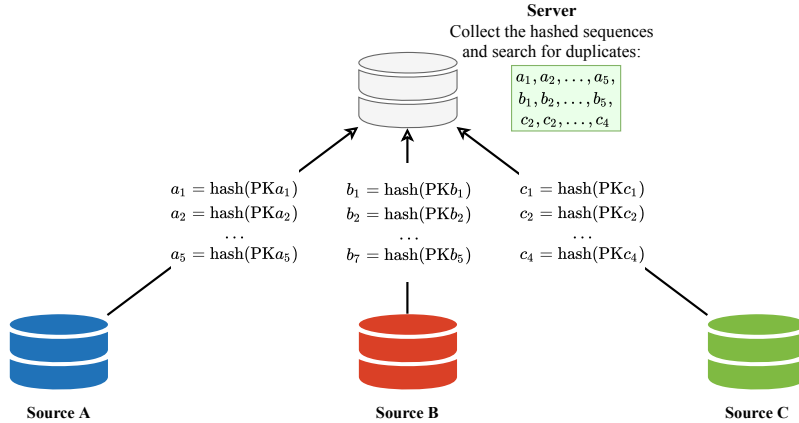 Server
Collect the hashed sequences
and search for duplicates:
a₁, a₂, ..., a₅,
b₁, b₂, ..., b₅,
c₂, c₂, ..., c₄
a₁ = hash(PKa₁)
a₂ = hash(PKa₂)
...
a₅ = hash(PKa₅)
b₁ = hash(PKb₁)
b₂ = hash(PKb₂)
...
b₇ = hash(PKb₅)
c₁ = hash(PKc₁)
c₂ = hash(PKc₂)
...
c₄ = hash(PKc₄)
Source A
Source B
Source C